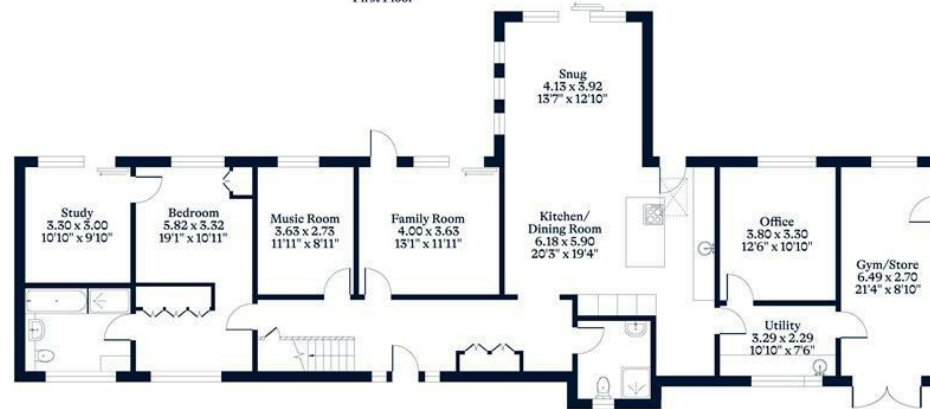 First Floor
Snug
4.13 x 3.92
13'7" x 12'10"
Study
3.30 x 3.00
10'10" x 9'10"
Bedroom
5.82 x 3.32
19'1" x 10'11"
Music Room
3.63 x 2.73
11'11" x 8'11"
Family Room
4.00 x 3.63
13'1" x 11'11"
Kitchen/
Dining Room
6.18 x 5.90
20'3" x 19'4"
Office
3.80 x 3.30
12'6" x 10'10"
Gym/Store
6.49 x 2.70
21'4" x 8'10"
Utility
3.29 x 2.29
10'10" x 7'6"